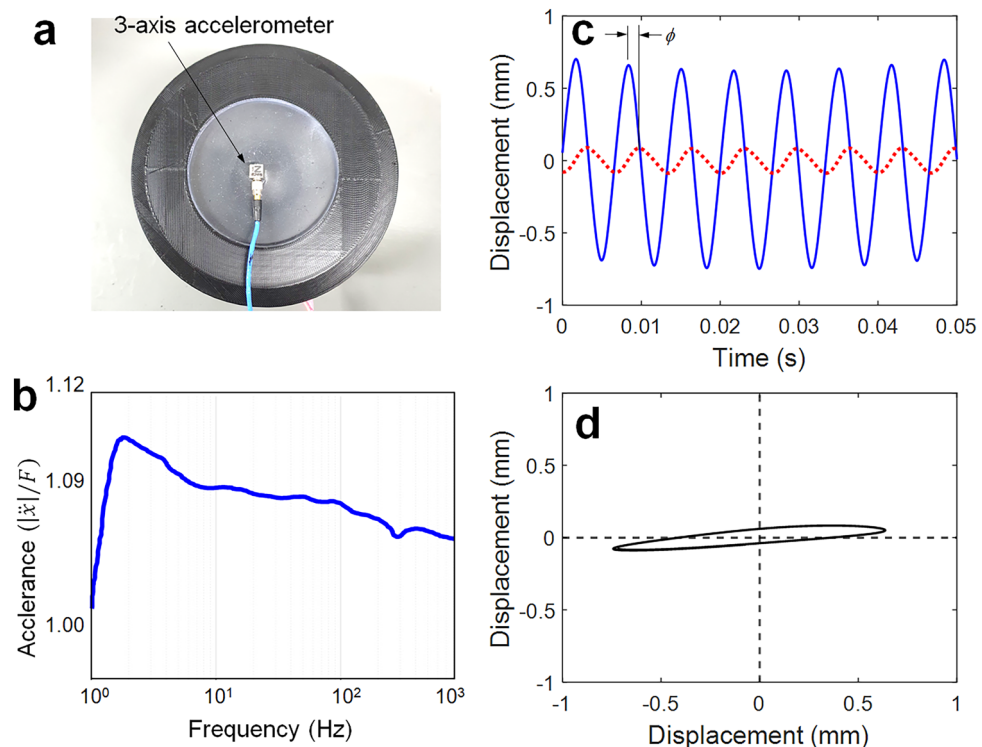 a
3-axis accelerometer
b
Acclerance (|ẍ|/F)
1.12
1.09
1.00
10⁰
10¹
10²
10³
Frequency (Hz)
c
ϕ
Displacement (mm)
1
0.5
0
-0.5
-1
0
0.01
0.02
0.03
0.04
0.05
Time (s)
d
Displacement (mm)
1
0.5
0
-0.5
-1
-1
-0.5
0
0.5
1
Displacement (mm)